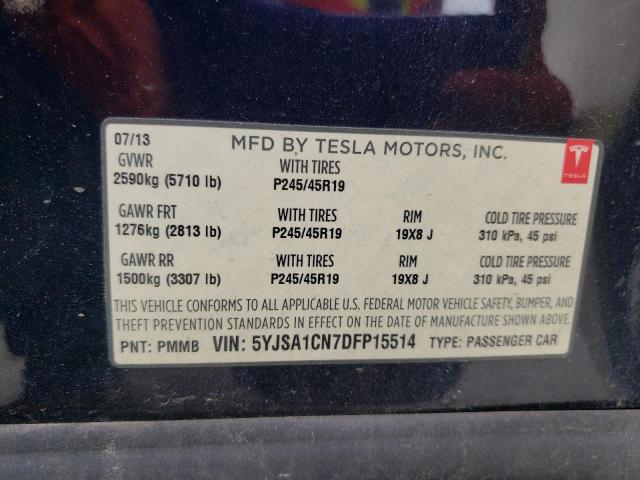 07/13 MFD BY TESLA MOTORS, INC.
TESLA
GVWR WITH TIRES
2590kg (5710 lb) P245/45R19
GAWR FRT WITH TIRES RIM COLD TIRE PRESSURE
1276kg (2813 lb) P245/45R19 19X8 J 310 kPa, 45 psi
GAWR RR WITH TIRES RIM COLD TIRE PRESSURE
1500kg (3307 lb) P245/45R19 19X8 J 310 kPa, 45 psi
THIS VEHICLE CONFORMS TO ALL APPLICABLE U.S. FEDERAL MOTOR VEHICLE SAFETY, BUMPER, AND
THEFT PREVENTION STANDARDS IN EFFECT ON THE DATE OF MANUFACTURE SHOWN ABOVE.
PNT: PMMB VIN: 5YJSA1CN7DFP15514 TYPE: PASSENGER CAR